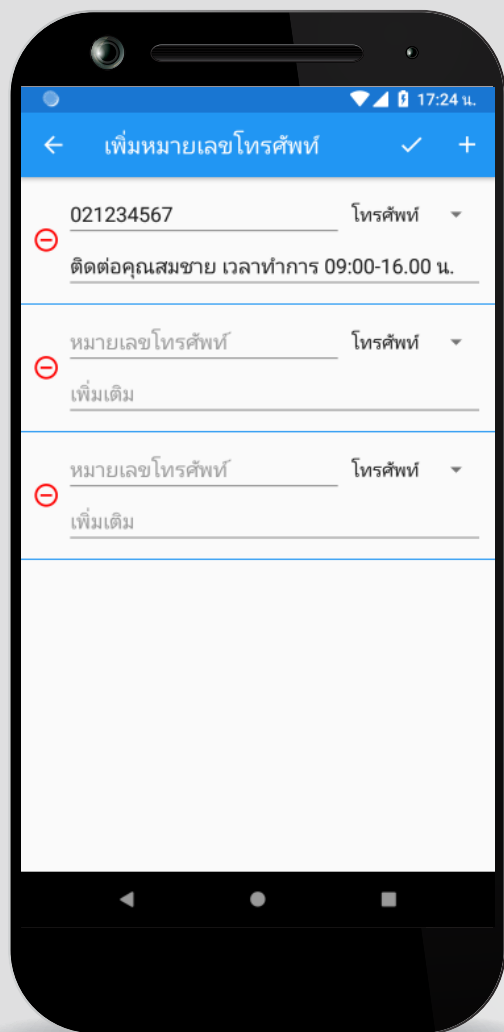 17:24 น.
เพิ่มหมายเลขโทรศัพท์
021234567 โทรศัพท์
ติดต่อคุณสมชาย เวลาทำการ 09:00-16.00 น.
หมายเลขโทรศัพท์ โทรศัพท์
เพิ่มเติม
หมายเลขโทรศัพท์ โทรศัพท์
เพิ่มเติม